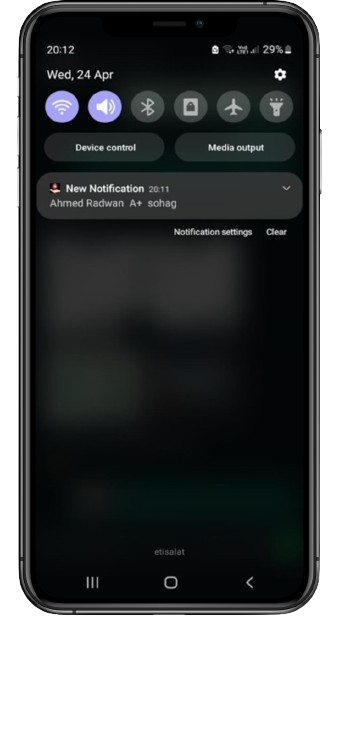 20:12 29%
Wed, 24 Apr
Device control Media output
New Notification 20:11
Ahmed Radwan A+ sohag
Notification settings Clear
etisalat